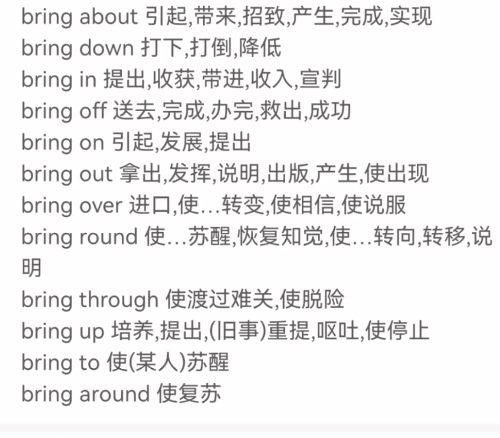 bring about 引起,带来,招致,产生,完成,实现
bring down 打下,打倒,降低
bring in 提出,收获,带进,收入,宣判
bring off 送去,完成,办完,救出,成功
bring on 引起,发展,提出
bring out 拿出,发挥,说明,出版,产生,使出现
bring over 进口,使…转变,使相信,使说服
bring round 使…苏醒,恢复知觉,使…转向,转移,说
明
bring through 使渡过难关,使脱险
bring up 培养,提出,(旧事)重提,呕吐,使停止
bring to 使(某人)苏醒
bring around 使复苏